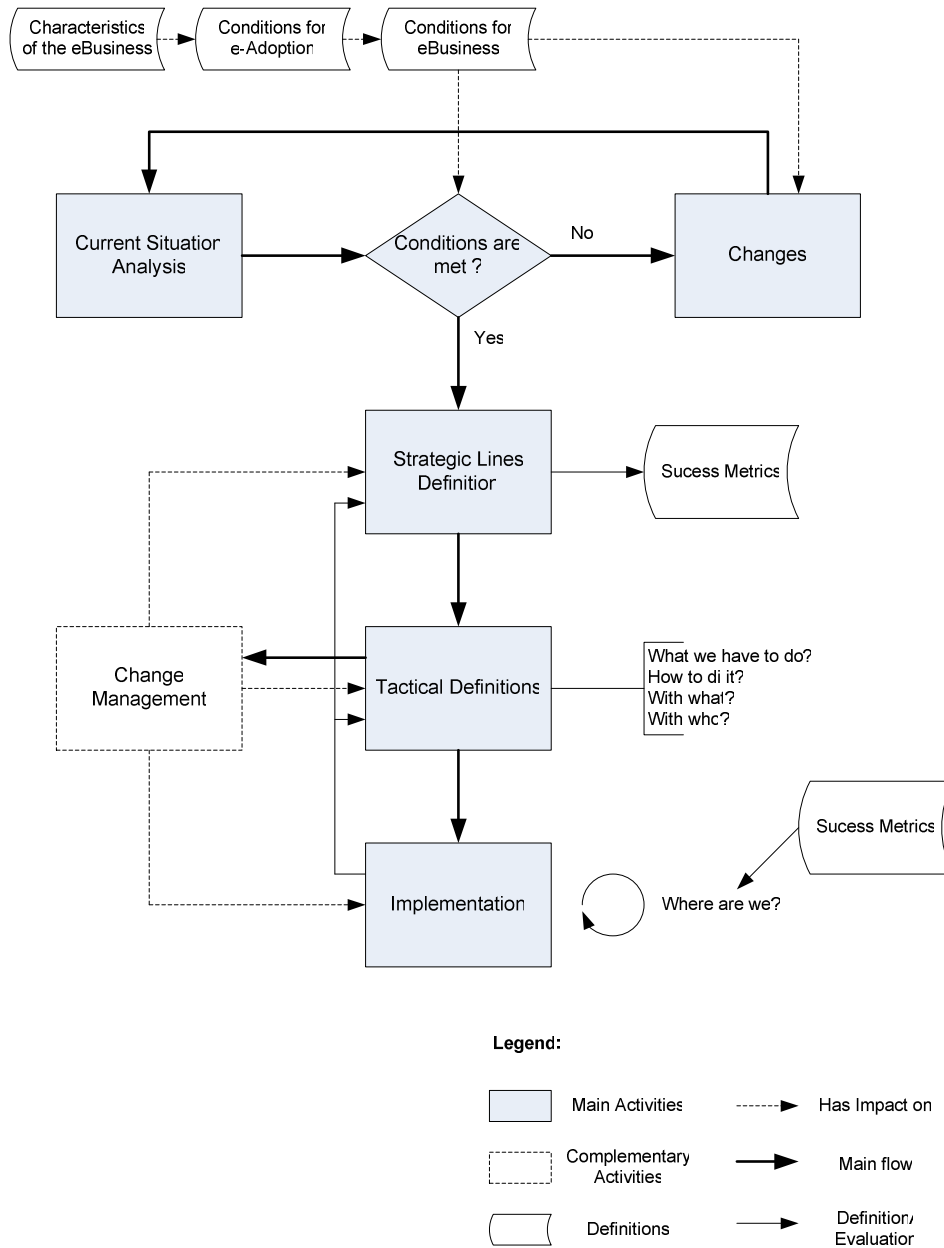 Characteristics
of the eBusiness
Conditions for
e-Adoption
Conditions for
eBusiness
Current Situation
Analysis
Conditions are
met ?
No
Changes
Yes
Strategic Lines
Definition
Sucess Metrics
Change
Management
Tactical Definitions
What we have to do?
How to di it?
With what?
With who?
Sucess Metrics
Implementation
Where are we?
Legend:
Main Activities
Has Impact on
Complementary
Activities
Main flow
Definitions
Definition/
Evaluation